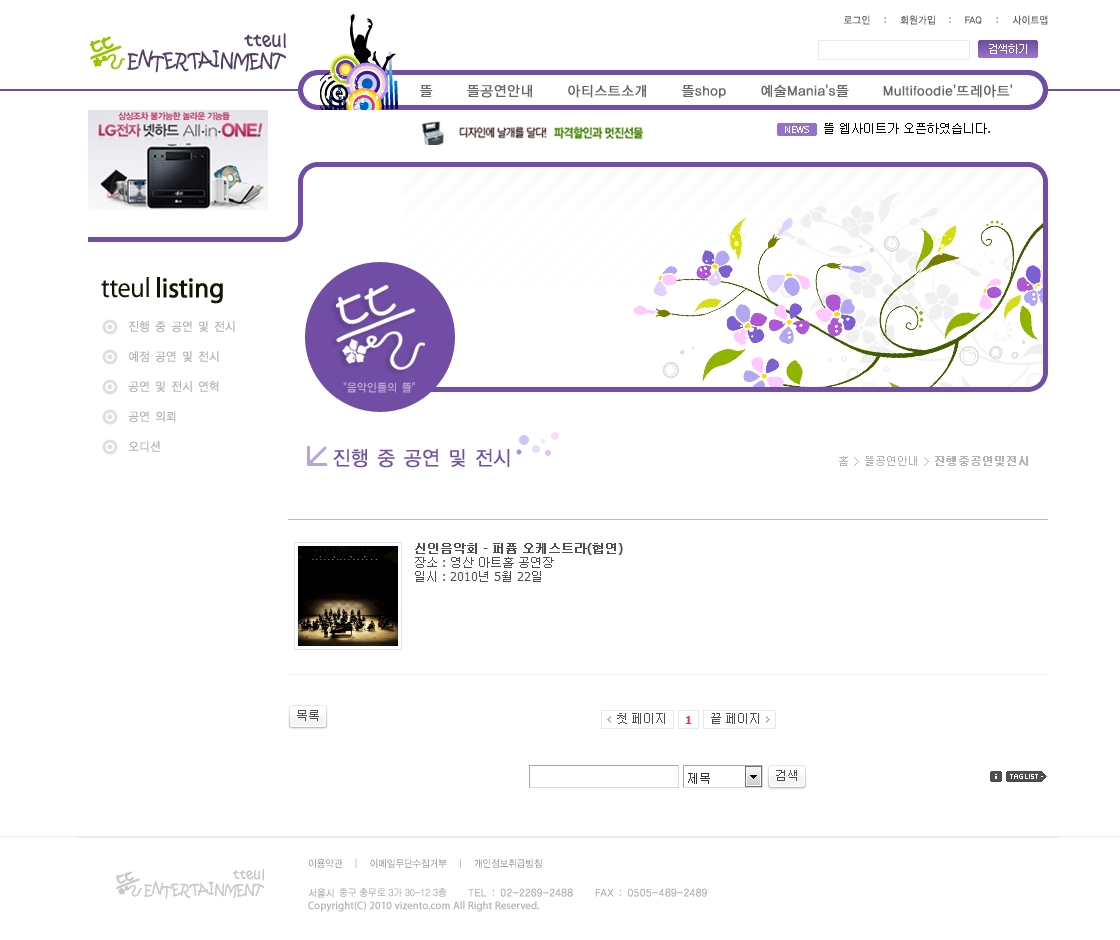 로그인 : 회원가입 : FAQ : 사이트맵
뜰 ENTERTAINMENT tteul
검색하기
뜰 뜰공연안내 아티스트소개 뜰shop 예술Mania's뜰 Multifoodie'뜨레아트'
상상조차 불가능한 놀라운 기능들
LG전자 넷하드 All-in-ONE!
디자인에 날개를 달다! 파격할인과 멋진선물
NEWS 뜰 웹사이트가 오픈하였습니다.
tteul listing
진행 중 공연 및 전시
예정 공연 및 전시
공연 및 전시 연혁
공연 의뢰
오디션
뜰
"음악인들의 뜰"
진행 중 공연 및 전시
홈 > 뜰공연안내 > 진행중공연및전시
신인음악회 - 퍼퓸 오케스트라(협연)
장소 : 영산 아트홀 공연장
일시 : 2010년 5월 22일
목록
< 첫 페이지 1 끝 페이지 >
제목 검색
i TAG LIST
뜰 ENTERTAINMENT tteul
이용약관 | 이메일무단수집거부 | 개인정보취급방침
서울시 중구 충무로 3가 30-12 3층 TEL : 02-2269-2488 FAX : 0505-489-2489
Copyright(C) 2010 vizento.com All Right Reserved.